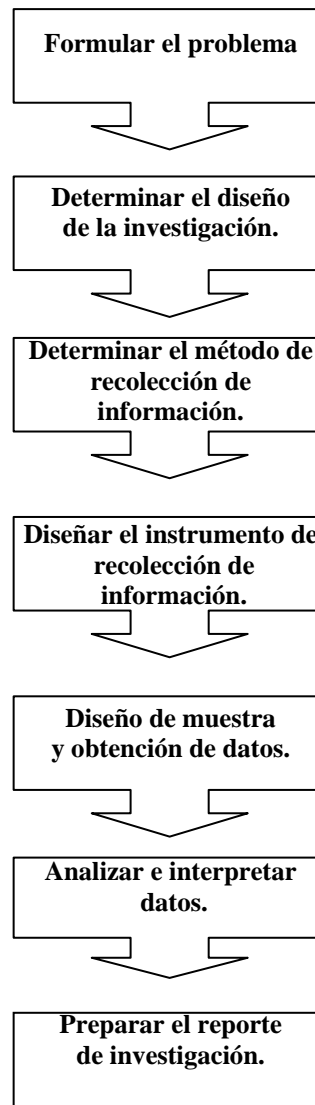 Formular el problema
Determinar el diseño
de la investigación.
Determinar el método de
recolección de
información.
Diseñar el instrumento de
recolección de
información.
Diseño de muestra
y obtención de datos.
Analizar e interpretar
datos.
Preparar el reporte
de investigación.